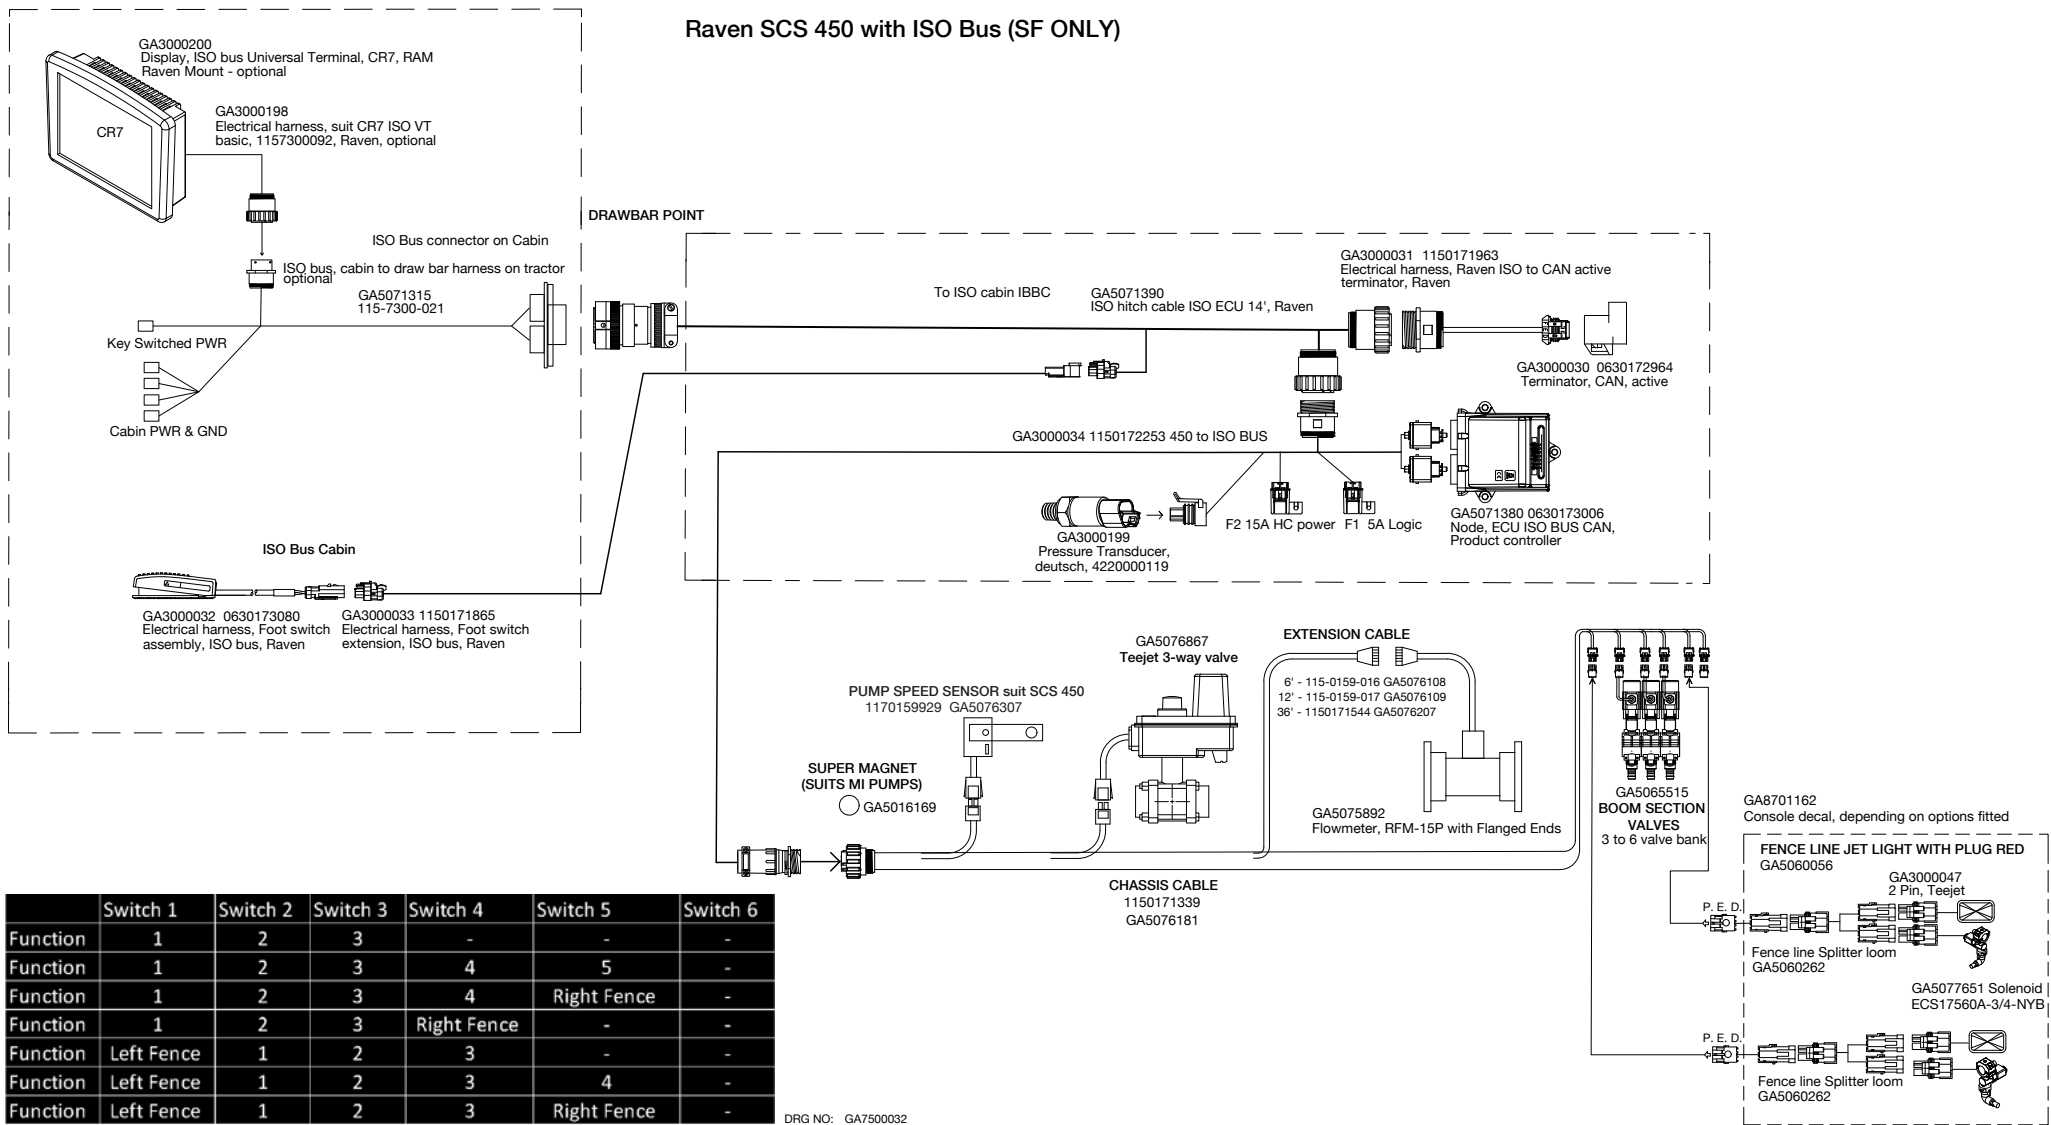 Raven SCS 450 with ISO Bus (SF ONLY)
GA3000200
Display, ISO bus Universal Terminal, CR7, RAM
Raven Mount - optional
CR7
GA3000198
Electrical harness, suit CR7 ISO VT
basic, 1157300092, Raven, optional
ISO Bus connector on Cabin
ISO bus, cabin to draw bar harness on tractor
optional
GA5071315
115-7300-021
Key Switched PWR
Cabin PWR & GND
ISO Bus Cabin
GA3000032 0630173080
Electrical harness, Foot switch
assembly, ISO bus, Raven
GA3000033 1150171865
Electrical harness, Foot switch
extension, ISO bus, Raven
DRAWBAR POINT
To ISO cabin IBBC
GA5071390
ISO hitch cable ISO ECU 14', Raven
GA3000031 1150171963
Electrical harness, Raven ISO to CAN active
terminator, Raven
GA3000030 0630172964
Terminator, CAN, active
GA3000034 1150172253 450 to ISO BUS
GA3000199
Pressure Transducer,
deutsch, 4220000119
F2 15A HC power
F1 5A Logic
GA5071380 0630173006
Node, ECU ISO BUS CAN,
Product controller
PUMP SPEED SENSOR suit SCS 450
1170159929 GA5076307
SUPER MAGNET
(SUITS MI PUMPS)
GA5016169
GA5076867
Teejet 3-way valve
EXTENSION CABLE
6' - 115-0159-016 GA5076108
12' - 115-0159-017 GA5076109
36' - 1150171544 GA5076207
GA5075892
Flowmeter, RFM-15P with Flanged Ends
GA5065515
BOOM SECTION
VALVES
3 to 6 valve bank
CHASSIS CABLE
1150171339
GA5076181
GA8701162
Console decal, depending on options fitted
FENCE LINE JET LIGHT WITH PLUG RED
GA5060056
GA3000047
2 Pin, Teejet
P. E. D.
Fence line Splitter loom
GA5060262
GA5077651 Solenoid
ECS17560A-3/4-NYB
P. E. D.
Fence line Splitter loom
GA5060262
Switch 1 Switch 2 Switch 3 Switch 4 Switch 5 Switch 6
Function 1 2 3 - - -
Function 1 2 3 4 5 -
Function 1 2 3 4 Right Fence -
Function 1 2 3 Right Fence - -
Function Left Fence 1 2 3 - -
Function Left Fence 1 2 3 4 -
Function Left Fence 1 2 3 Right Fence -
DRG NO: GA7500032